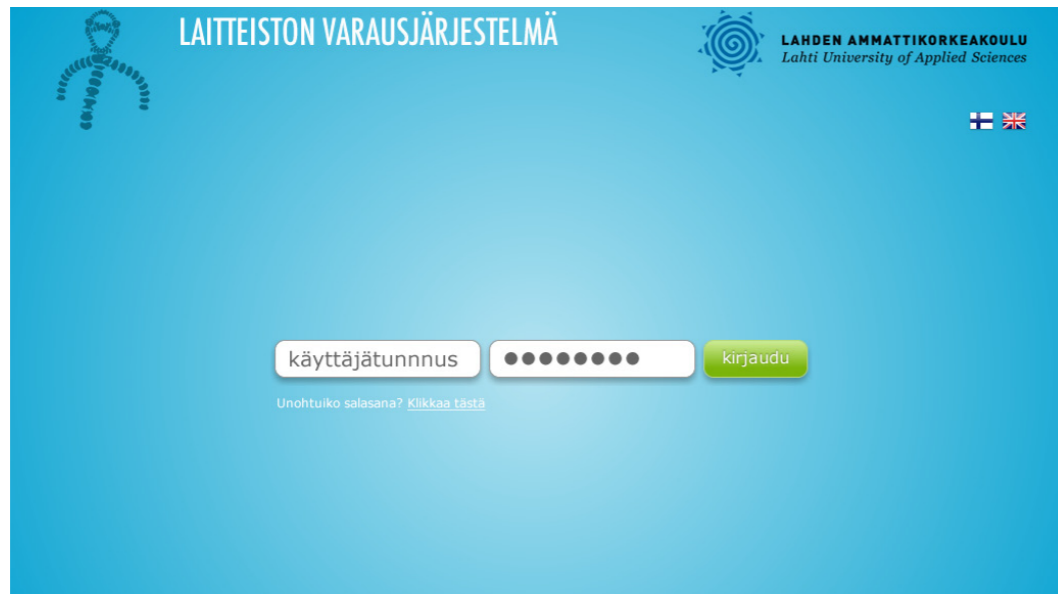 LAITTEISTON VARAUSJÄRJESTELMÄ
LAHDEN AMMATTIKORKEAKOULU
Lahti University of Applied Sciences
käyttäjätunnnus
●●●●●●●●
kirjaudu
Unohtuiko salasana? Klikkaa tästä